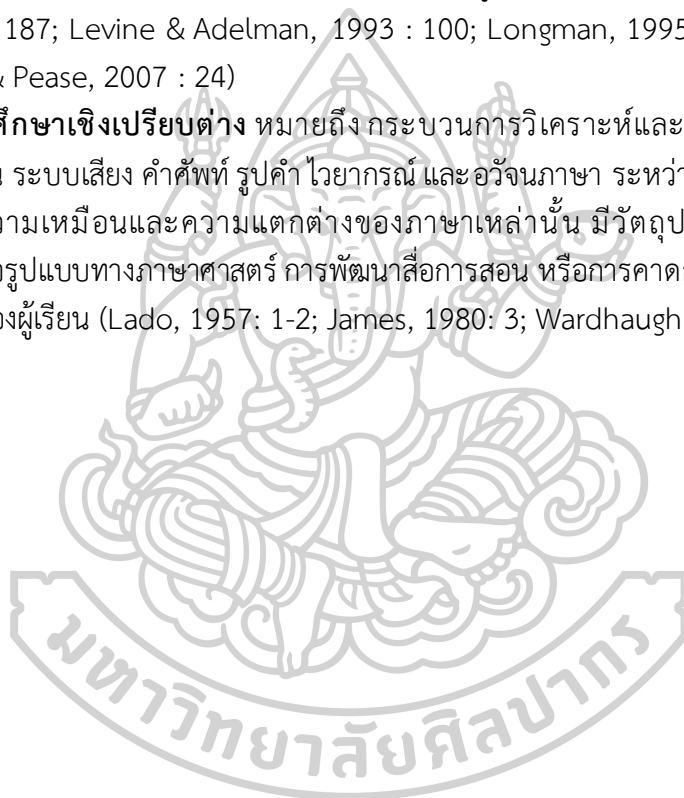 187; Levine & Adelman, 1993 : 100; Longman, 1995
& Pease, 2007 : 24)
ศึกษาเชิงเปรียบต่าง หมายถึง กระบวนการวิเคราะห์และ
ระบบเสียง คำศัพท์ รูปคำ ไวยากรณ์ และอวัจนภาษา ระหว่า
วามเหมือนและความแตกต่างของภาษาเหล่านั้น มีวัตถุป
รูปแบบทางภาษาศาสตร์ การพัฒนาสื่อการสอน หรือการคาด
องผู้เรียน (Lado, 1957: 1-2; James, 1980: 3; Wardhaugh
มหาวิทยาลัยศิลปากร